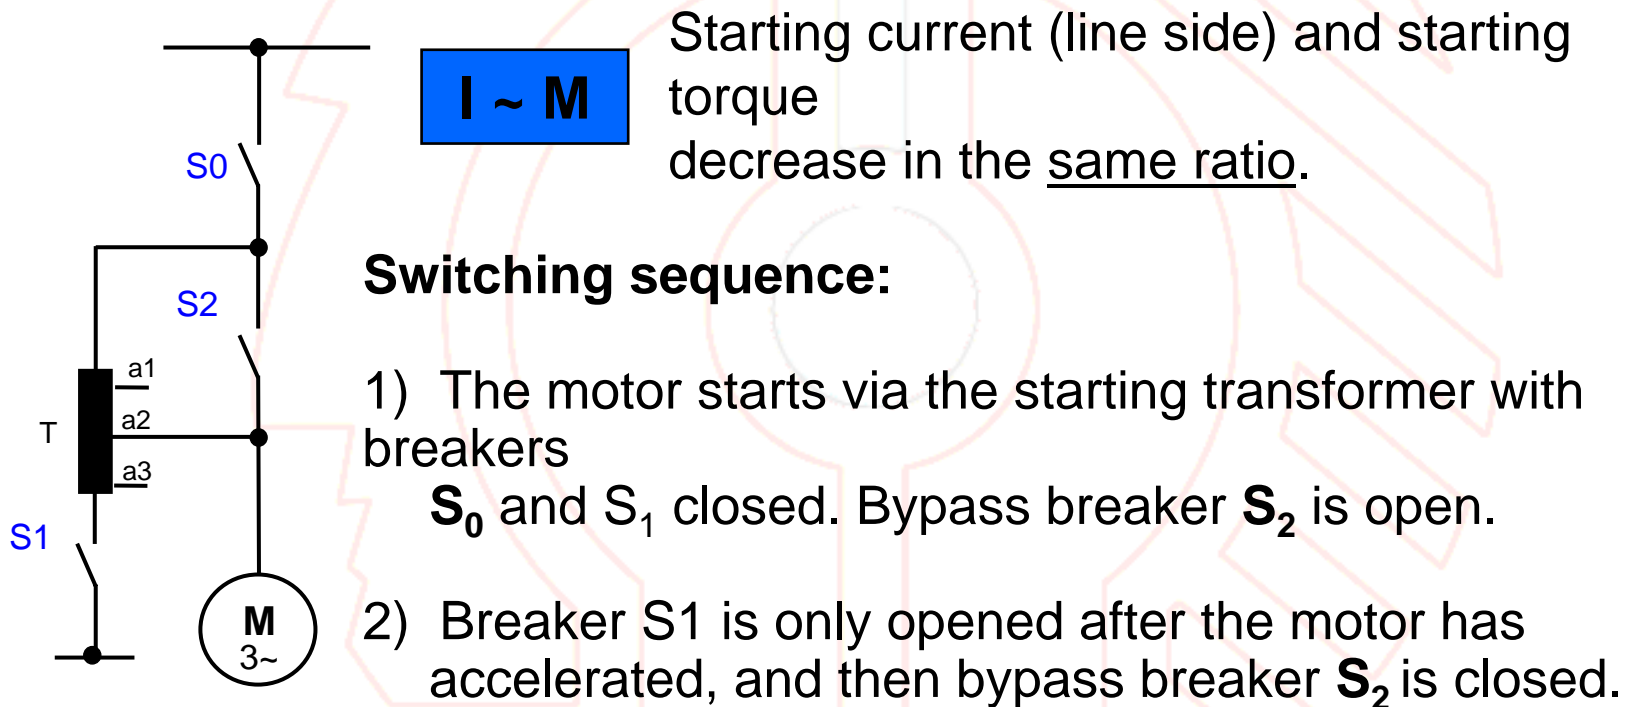 Starting current (line side) and starting
torque
decrease in the same ratio.
I ~ M
S0
S2
a1
T
a2
a3
S1
M
3~
Switching sequence:
1) The motor starts via the starting transformer with
breakers
S₀ and S₁ closed. Bypass breaker S₂ is open.
2) Breaker S1 is only opened after the motor has
accelerated, and then bypass breaker S₂ is closed.